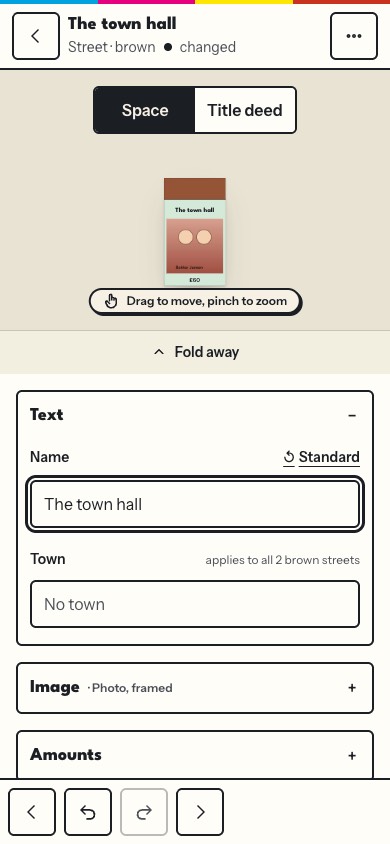 The town hall
Street · brown ● changed
Space
Title deed
The town hall
£60
Drag to move, pinch to zoom
Fold away
Text
Name
Standard
The town hall
Town
applies to all 2 brown streets
No town
Image · Photo, framed
Amounts